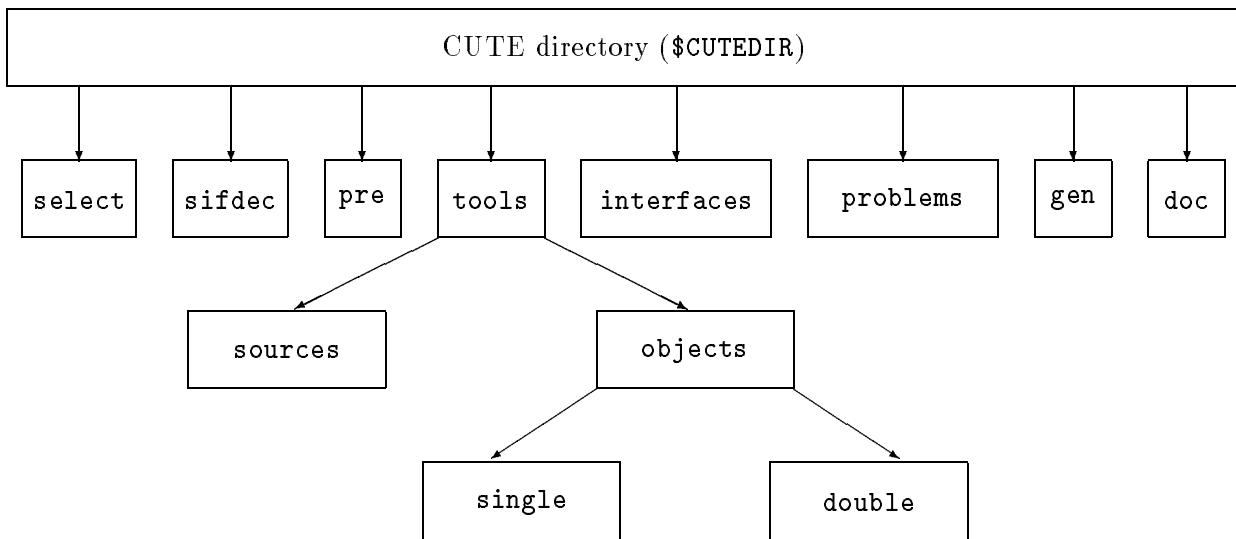 CUTE directory ($CUTEDIR)
select sifdec pre tools interfaces problems gen doc
sources objects
single double